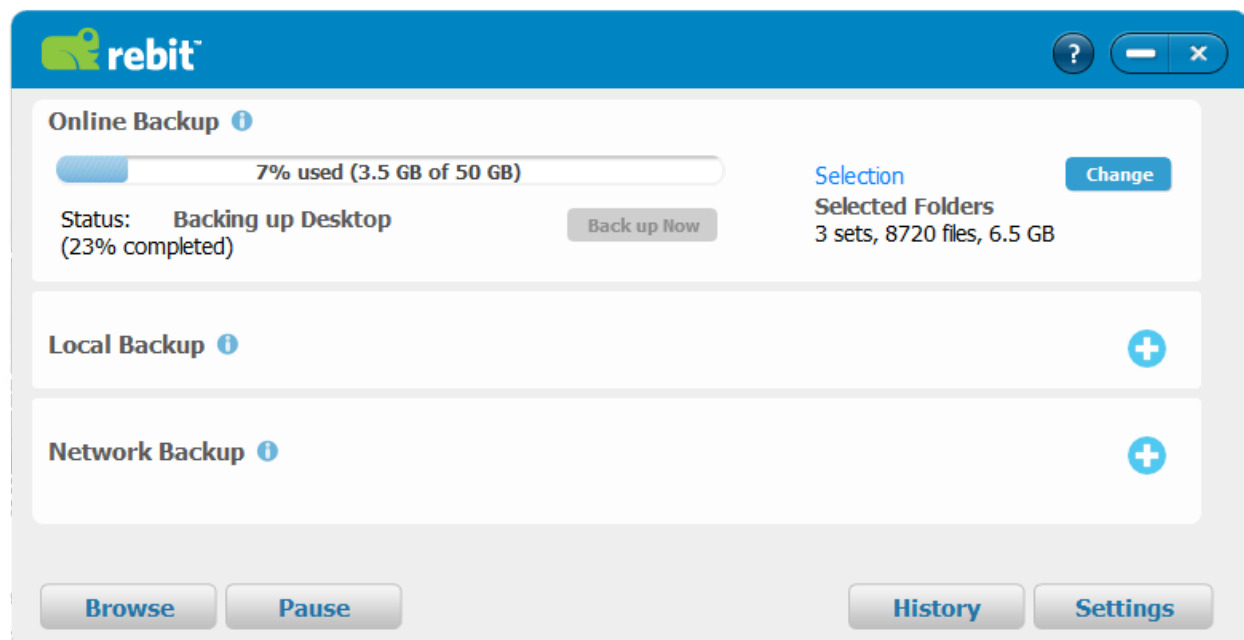 rebit™
?
Online Backup
7% used (3.5 GB of 50 GB)
Status: Backing up Desktop
(23% completed)
Back up Now
Selection
Change
Selected Folders
3 sets, 8720 files, 6.5 GB
Local Backup
Network Backup
Browse
Pause
History
Settings